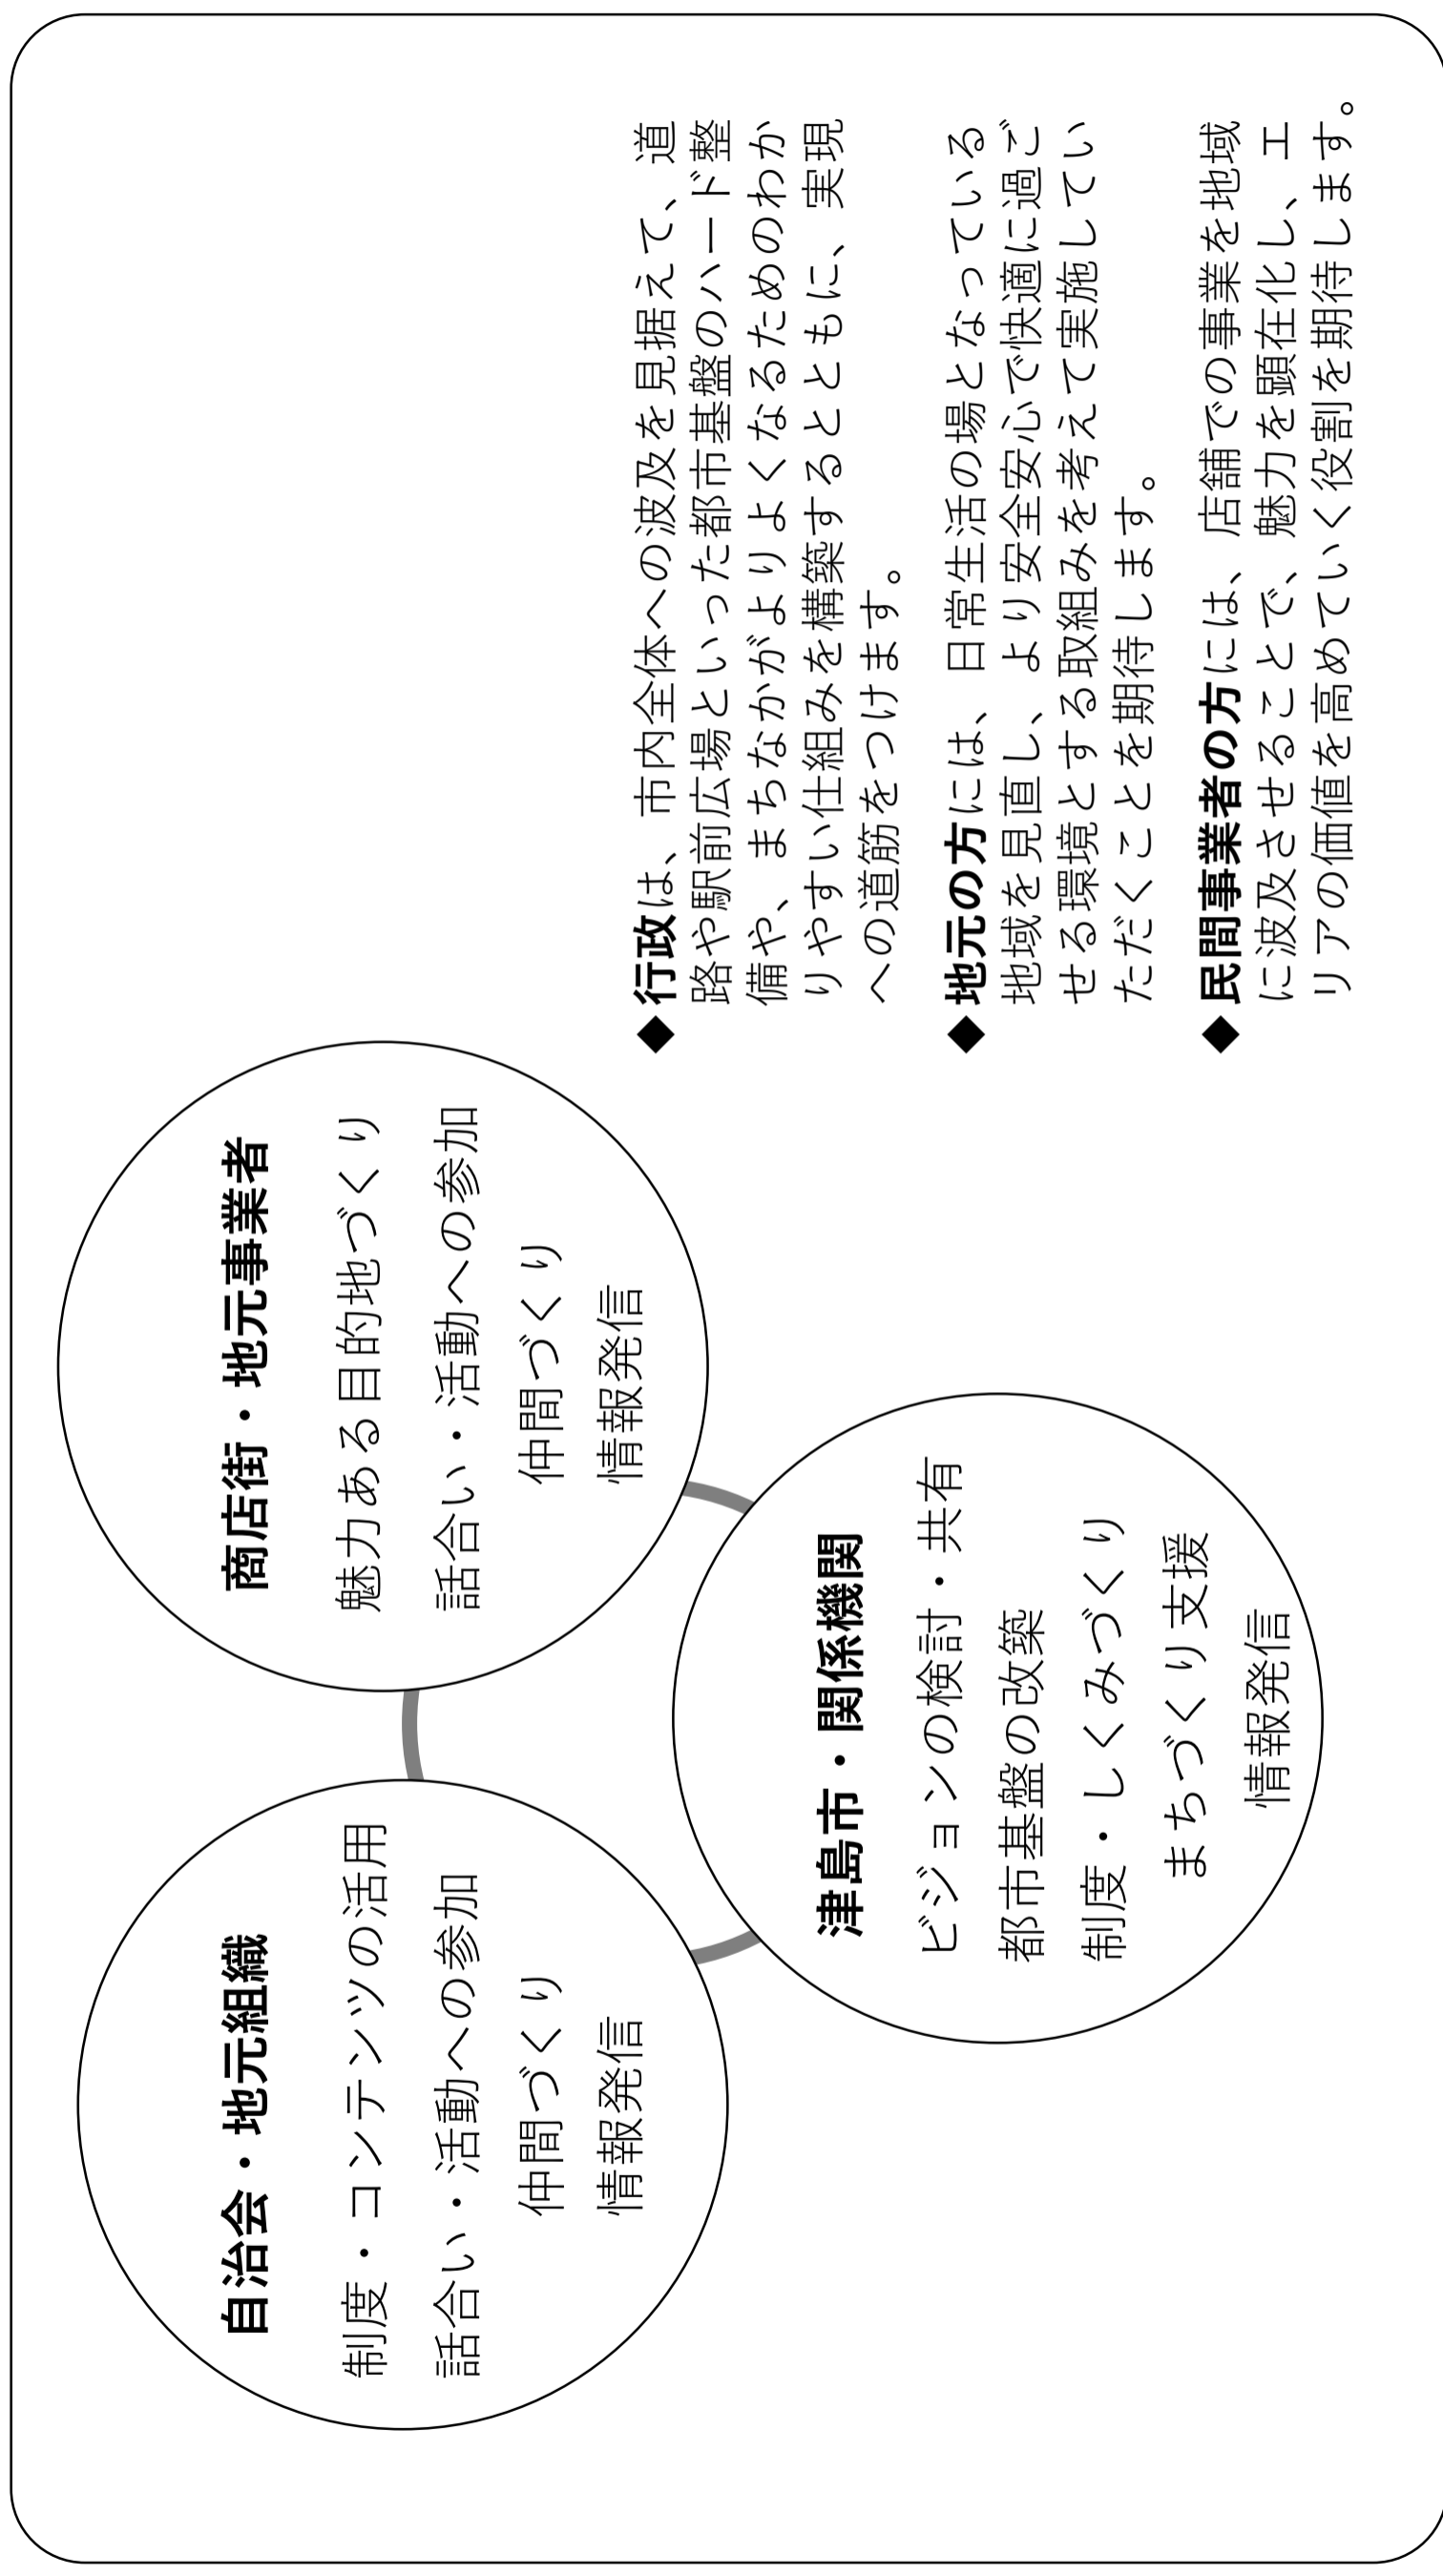 自治会・地元組織
制度・コンテンツの活用
話合い・活動への参加
仲間づくり
情報発信
商店街・地元事業者
魅力ある目的地づくり
話合い・活動への参加
仲間づくり
情報発信
津島市・関係機関
ビジョンの検討・共有
都市基盤の改築
制度・しくみづくり
まちづくり支援
情報発信
◆行政は、市内全体への波及を見据えて、道
路や駅前広場といった都市基盤のハード整
備や、まちなかがよりよくなるためのわか
りやすい仕組みを構築するとともに、実現
への道筋をつけます。
◆地元の方には、日常生活の場となっている
地域を見直し、より安全安心で快適に過ご
せる環境とする取組みを考えて実施してい
ただくことを期待します。
◆民間事業者の方には、店舗での事業を地域
に波及させることで、魅力を顕在化し、エ
リアの価値を高めていく役割を期待します。